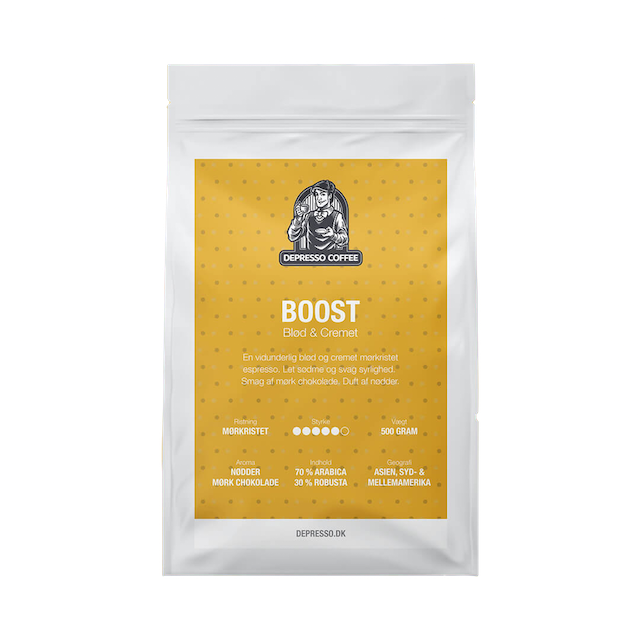 DEPRESSO COFFEE
BOOST
Blød & Cremet
En vidunderlig blød og cremet mørkristet
espresso. Let sødme og svag syrlighed.
Smag af mørk chokolade. Duft af nødder.
Ristning
MØRKRISTET
Styrke
Vægt
500 GRAM
Aroma
NØDDER
MØRK CHOKOLADE
Indhold
70 % ARABICA
30 % ROBUSTA
Geografi
ASIEN, SYD- &
MELLEMAMERIKA
DEPRESSO.DK